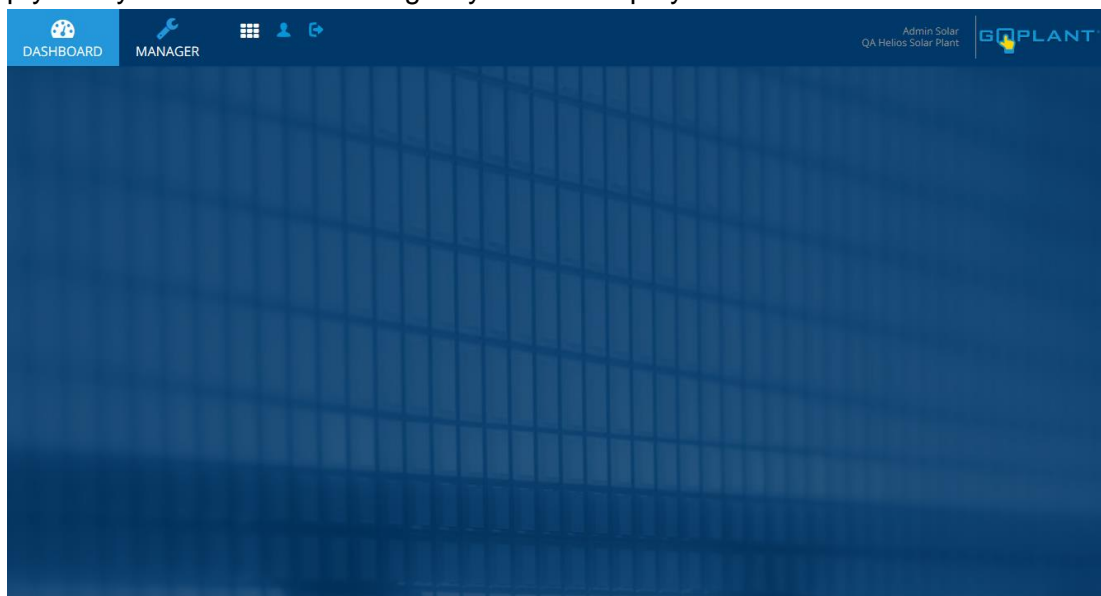 DASHBOARD
MANAGER
Admin Solar
QA Helios Solar Plant
GOPLANT